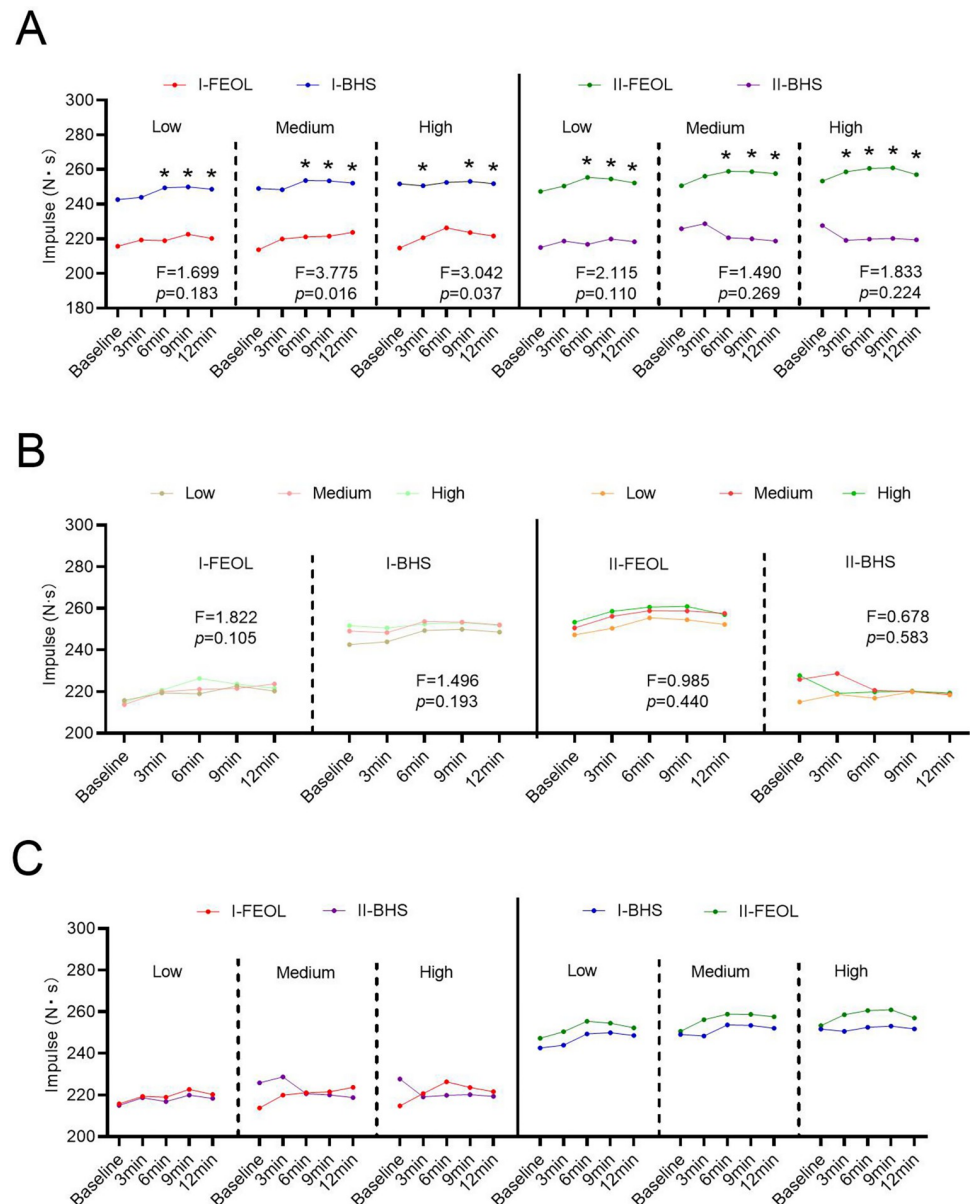 A
I-FEOL I-BHS II-FEOL II-BHS
Low Medium High Low Medium High
* * * * * * * * * * * * * * * * * * *
Impulse (N·s)
300
280
260
240
220
200
180
F=1.699 F=3.775 F=3.042 F=2.115 F=1.490 F=1.833
p=0.183 p=0.016 p=0.037 p=0.110 p=0.269 p=0.224
Baseline 3min 6min 9min 12min Baseline 3min 6min 9min 12min Baseline 3min 6min 9min 12min Baseline 3min 6min 9min 12min Baseline 3min 6min 9min 12min Baseline 3min 6min 9min 12min
B
Low Medium High Low Medium High
I-FEOL I-BHS II-FEOL II-BHS
Impulse (N·s)
300
280
260
240
220
200
F=1.822 F=1.496 F=0.985 F=0.678
p=0.105 p=0.193 p=0.440 p=0.583
Baseline 3min 6min 9min 12min Baseline 3min 6min 9min 12min Baseline 3min 6min 9min 12min Baseline 3min 6min 9min 12min
C
I-FEOL II-BHS I-BHS II-FEOL
Low Medium High Low Medium High
Impulse (N·s)
300
280
260
240
220
200
Baseline 3min 6min 9min 12min Baseline 3min 6min 9min 12min Baseline 3min 6min 9min 12min Baseline 3min 6min 9min 12min Baseline 3min 6min 9min 12min Baseline 3min 6min 9min 12min